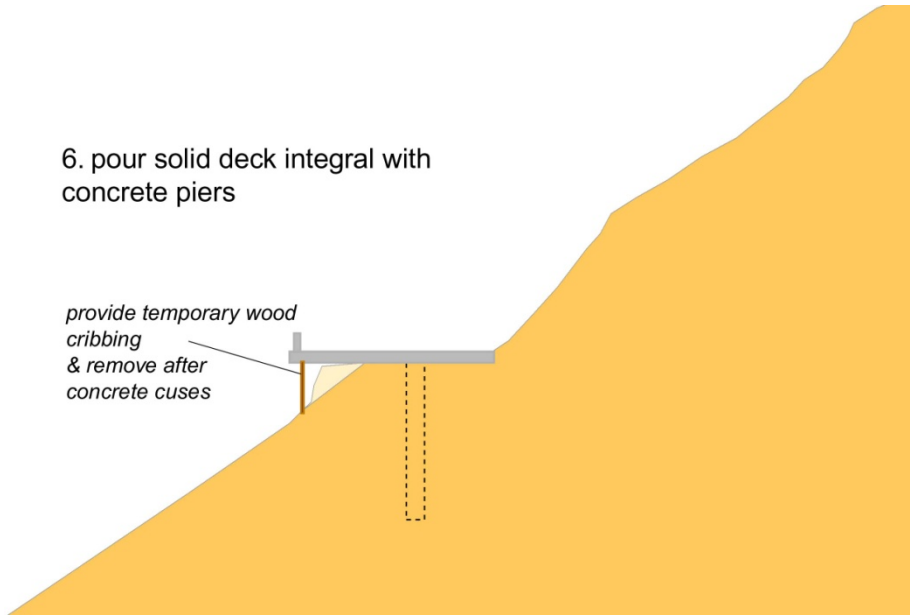 6. pour solid deck integral with
concrete piers
provide temporary wood
cribbing
& remove after
concrete cuses